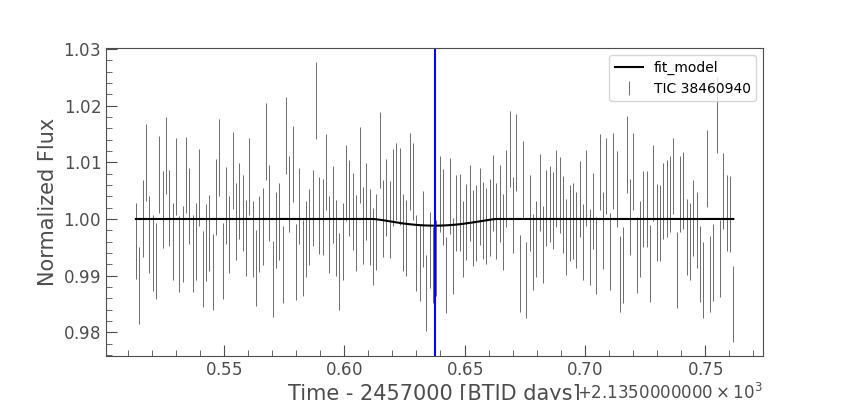 1.03
1.02
1.01
1.00
0.99
0.98
Normalized Flux
fit_model
TIC 38460940
0.55 0.60 0.65 0.70 0.75
Time - 2457000 [BTJD days]
+2.1350000000×10³